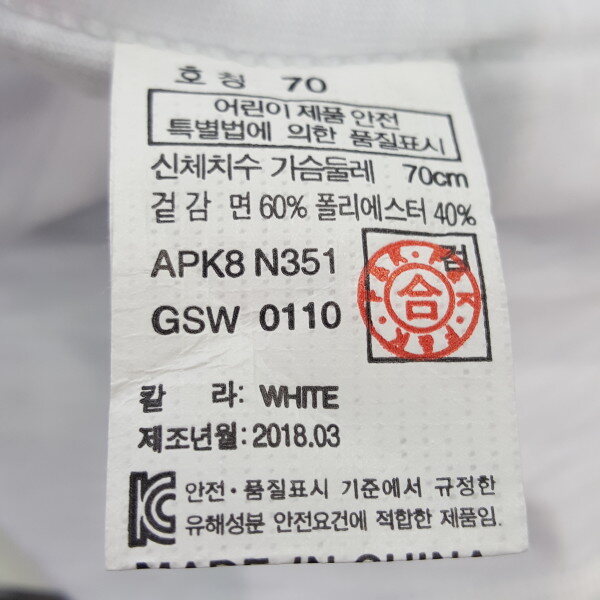 호칭 70
어린이 제품 안전
특별법에 의한 품질표시
신체치수 가슴둘레 70cm
겉감 면 60% 폴리에스터 40%
APK8 N351
검
合
GSW 0110
칼 라: WHITE
제조년월: 2018.03
KC 안전·품질표시 기준에서 규정한
유해성분 안전요건에 적합한 제품임.
MADE IN CHINA